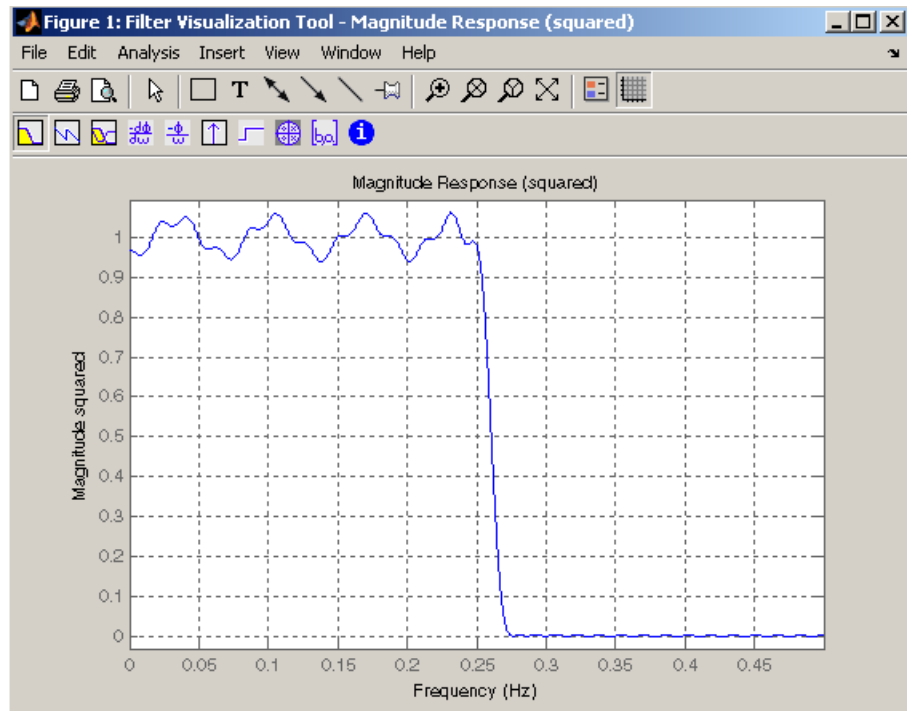 Figure 1: Filter Visualization Tool - Magnitude Response (squared)
File Edit Analysis Insert View Window Help
T
Magnitude Response (squared)
Magnitude squared
1
0.9
0.8
0.7
0.6
0.5
0.4
0.3
0.2
0.1
0
0 0.05 0.1 0.15 0.2 0.25 0.3 0.35 0.4 0.45
Frequency (Hz)